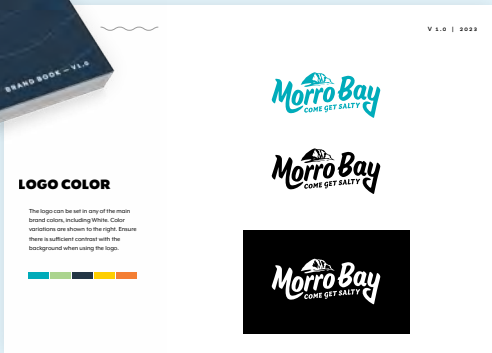 BRAND BOOK — V1.0
V 1.0 | 2023
LOGO COLOR
The logo can be set in any of the main
brand colors, including White. Color
variations are shown to the right. Ensure
there is sufficient contrast with the
background when using the logo.
Morro Bay
COME GET SALTY
Morro Bay
COME GET SALTY
Morro Bay
COME GET SALTY